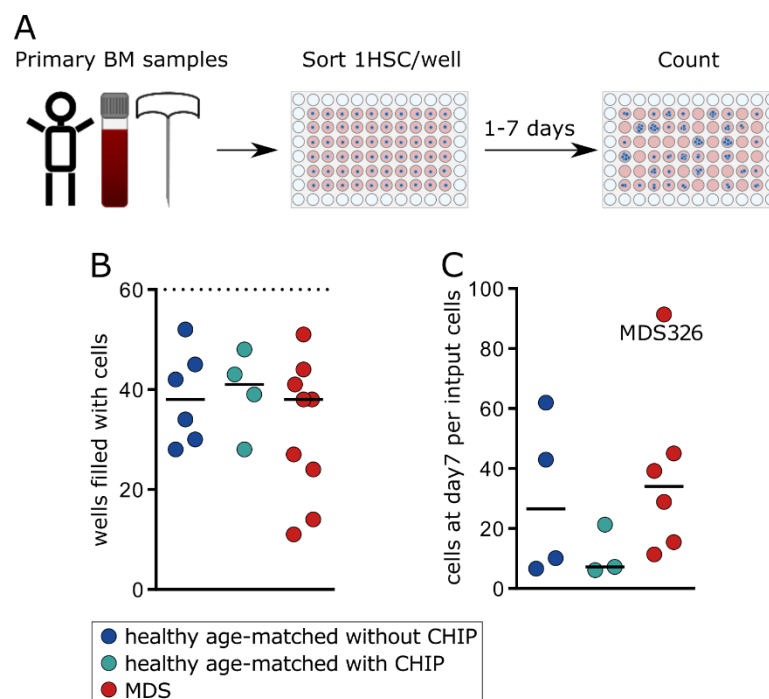 A
Primary BM samples
Sort 1HSC/well
Count
1-7 days
B
wells filled with cells
60
40
20
0
C
cells at day7 per intput cells
100
80
60
40
20
0
MDS326
healthy age-matched without CHIP
healthy age-matched with CHIP
MDS